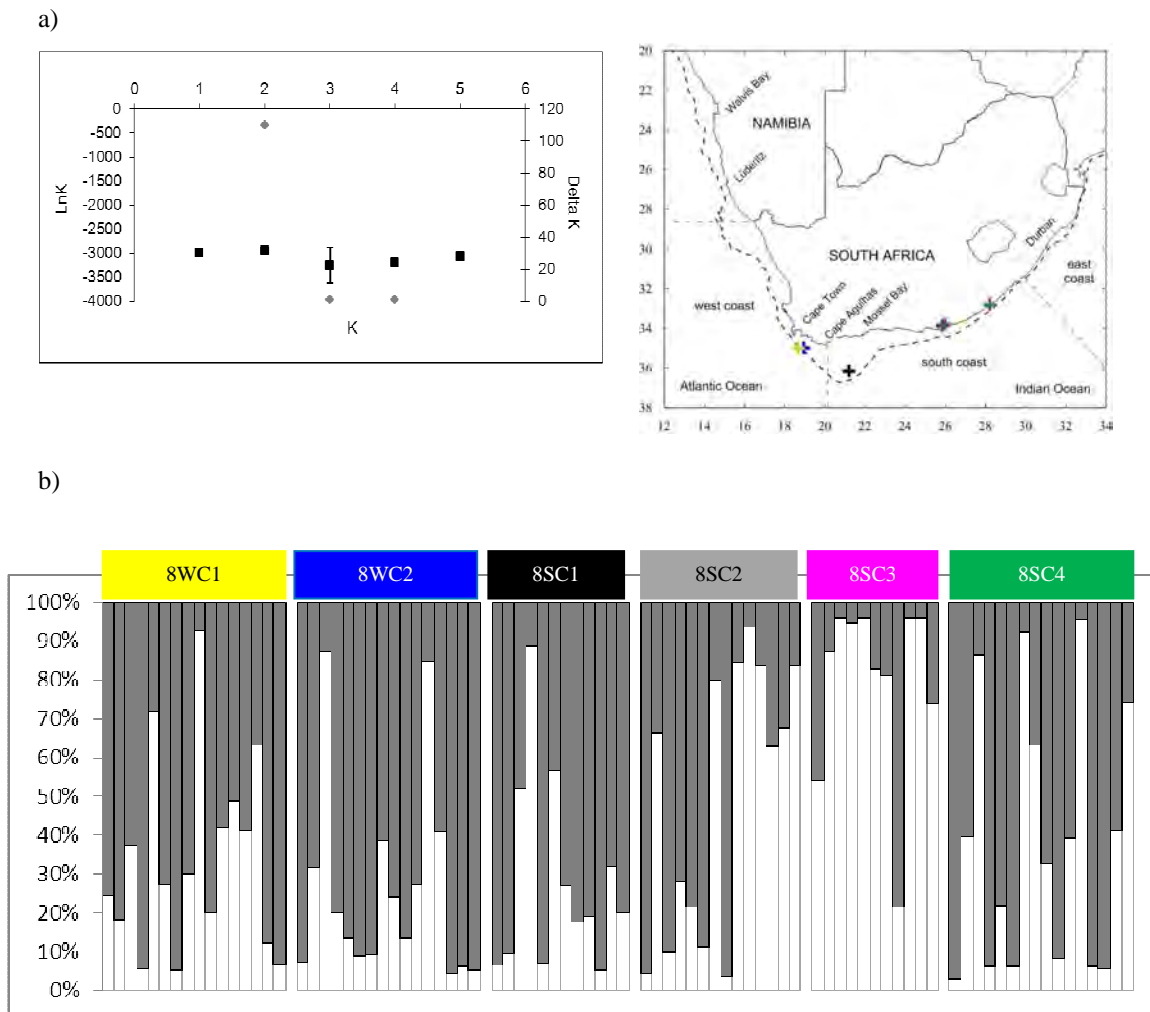 a)
0 1 2 3 4 5 6
0
-500
-1000
-1500
-2000
-2500
-3000
-3500
-4000
LnK
120
100
80
60
40
20
0
Delta K
K
20
22
24
26
28
30
32
34
36
38
12 14 16 18 20 22 24 26 28 30 32 34
Walvis Bay
NAMIBIA
Lüderitz
SOUTH AFRICA
Durban
east
coast
west coast
Cape Town
Cape Agulhas
Mossel Bay
south coast
Atlantic Ocean
Indian Ocean
b)
8WC1 8WC2 8SC1 8SC2 8SC3 8SC4
100%
90%
80%
70%
60%
50%
40%
30%
20%
10%
0%